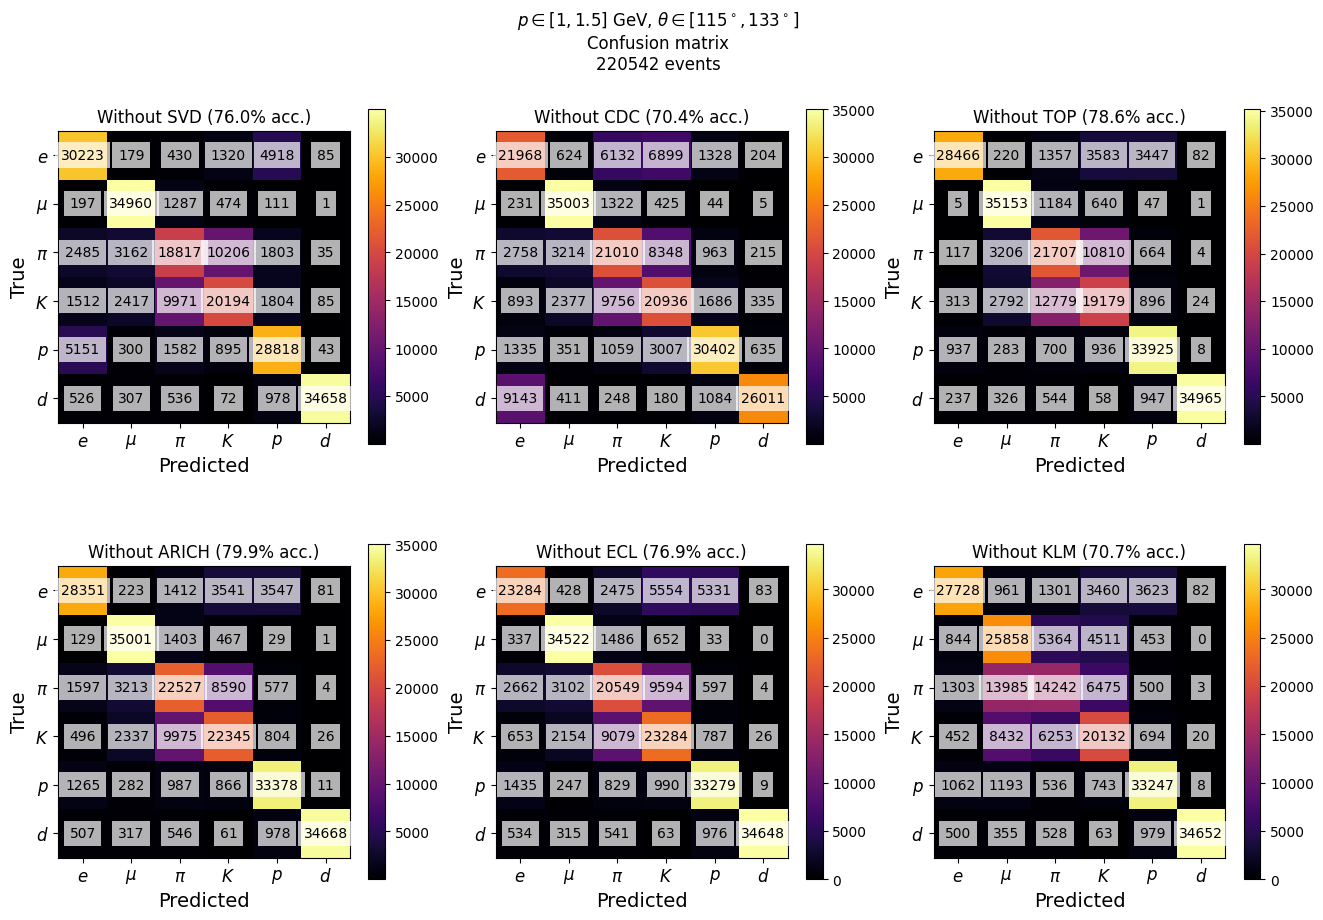 p ∈ [1, 1.5] GeV, θ ∈ [115°, 133°]
Confusion matrix
220542 events
Without SVD (76.0% acc.)
True
e 30223 179 430 1320 4918 85
μ 197 34960 1287 474 111 1
π 2485 3162 18817 10206 1803 35
K 1512 2417 9971 20194 1804 85
p 5151 300 1582 895 28818 43
d 526 307 536 72 978 34658
e μ π K p d
Predicted
30000
25000
20000
15000
10000
5000
Without CDC (70.4% acc.)
True
e 21968 624 6132 6899 1328 204
μ 231 35003 1322 425 44 5
π 2758 3214 21010 8348 963 215
K 893 2377 9756 20936 1686 335
p 1335 351 1059 3007 30402 635
d 9143 411 248 180 1084 26011
e μ π K p d
Predicted
35000
30000
25000
20000
15000
10000
5000
Without TOP (78.6% acc.)
True
e 28466 220 1357 3583 3447 82
μ 5 35153 1184 640 47 1
π 117 3206 21707 10810 664 4
K 313 2792 12779 19179 896 24
p 937 283 700 936 33925 8
d 237 326 544 58 947 34965
e μ π K p d
Predicted
35000
30000
25000
20000
15000
10000
5000
Without ARICH (79.9% acc.)
True
e 28351 223 1412 3541 3547 81
μ 129 35001 1403 467 29 1
π 1597 3213 22527 8590 577 4
K 496 2337 9975 22345 804 26
p 1265 282 987 866 33378 11
d 507 317 546 61 978 34668
e μ π K p d
Predicted
35000
30000
25000
20000
15000
10000
5000
Without ECL (76.9% acc.)
True
e 23284 428 2475 5554 5331 83
μ 337 34522 1486 652 33 0
π 2662 3102 20549 9594 597 4
K 653 2154 9079 23284 787 26
p 1435 247 829 990 33279 9
d 534 315 541 63 976 34648
e μ π K p d
Predicted
30000
25000
20000
15000
10000
5000
0
Without KLM (70.7% acc.)
True
e 27728 961 1301 3460 3623 82
μ 844 25858 5364 4511 453 0
π 1303 13985 14242 6475 500 3
K 452 8432 6253 20132 694 20
p 1062 1193 536 743 33247 8
d 500 355 528 63 979 34652
e μ π K p d
Predicted
30000
25000
20000
15000
10000
5000
0